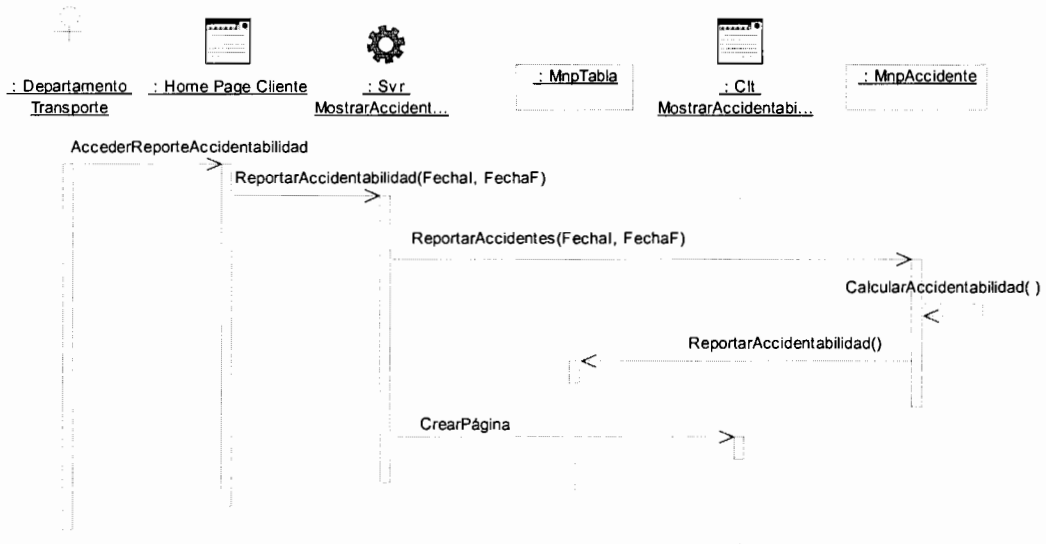 : Departamento
Transporte
: Home Page Cliente
: Svr
MostrarAccident...
: MnpTabla
: Clt
MostrarAccidentabi...
: MnpAccidente
AccederReporteAccidentabilidad
ReportarAccidentabilidad(FechaI, FechaF)
ReportarAccidentes(FechaI, FechaF)
CalcularAccidentabilidad( )
ReportarAccidentabilidad()
CrearPágina